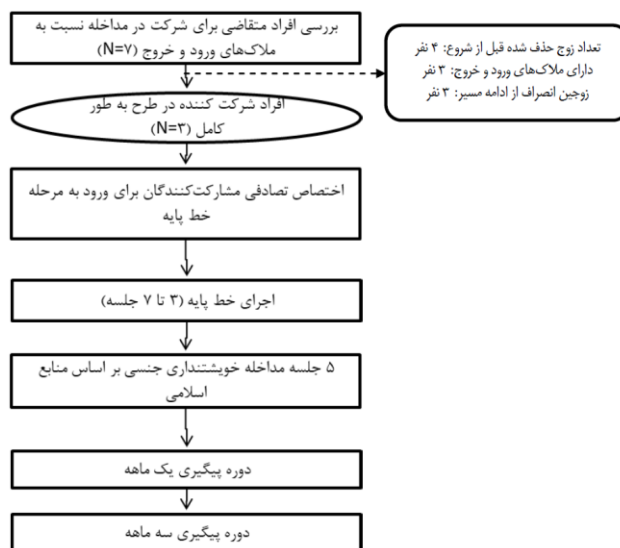 بررسی افراد متقاضی برای شرکت در مداخله نسبت به
ملاک‌های ورود و خروج (N=۷)
تعداد زوج حذف شده قبل از شروع: ۴ نفر
دارای ملاک‌های ورود و خروج: ۳ نفر
زوجین انصراف از ادامه مسیر: ۳ نفر
افراد شرکت کننده در طرح به طور
کامل (N=۳)
اختصاص تصادفی مشارکت‌کنندگان برای ورود به مرحله
خط پایه
اجرای خط پایه (۳ تا ۷ جلسه)
۵ جلسه مداخله خویشتنداری جنسی بر اساس منابع
اسلامی
دوره پیگیری یک ماهه
دوره پیگیری سه ماهه